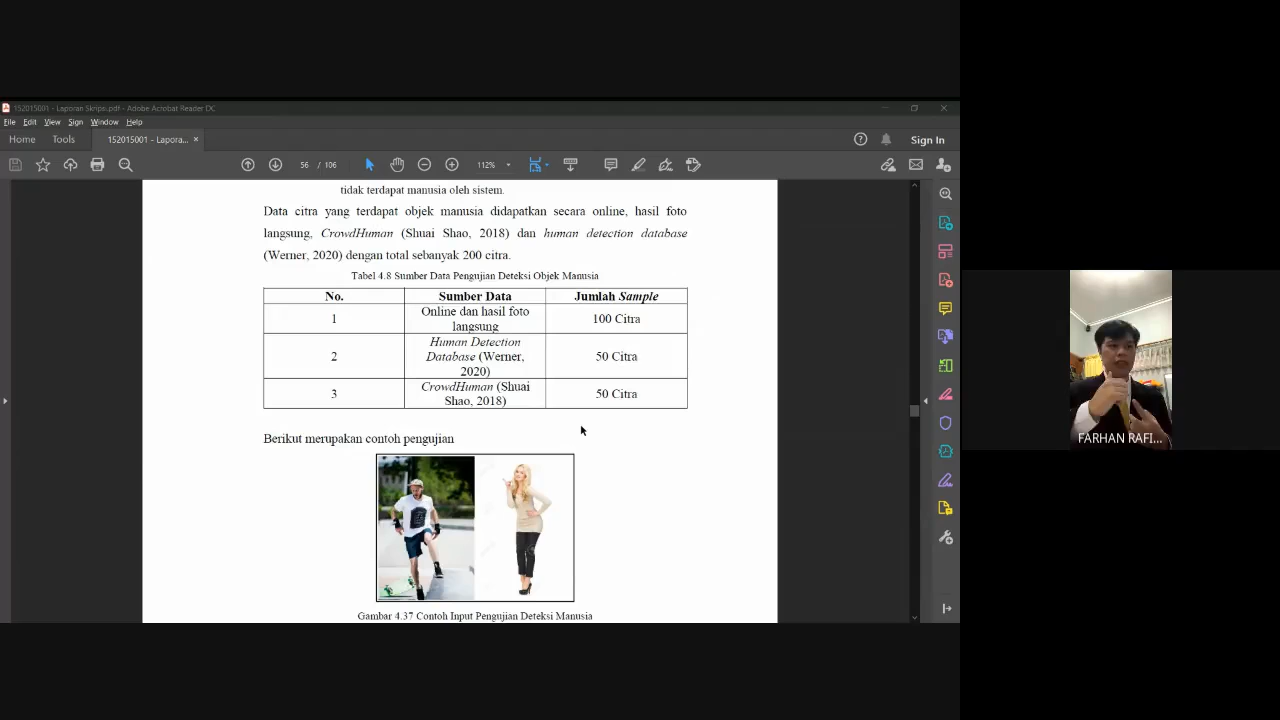 152015001 - Laporan Skripsi.pdf - Adobe Acrobat Reader DC
File Edit View Sign Window Help
Home Tools 152015001 - Lapora... × Sign In
56 / 106 112%
tidak terdapat manusia oleh sistem.
Data citra yang terdapat objek manusia didapatkan secara online, hasil foto
langsung, CrowdHuman (Shuai Shao, 2018) dan human detection database
(Werner, 2020) dengan total sebanyak 200 citra.
Tabel 4.8 Sumber Data Pengujian Deteksi Objek Manusia
No. Sumber Data Jumlah Sample
1 Online dan hasil foto langsung 100 Citra
2 Human Detection Database (Werner, 2020) 50 Citra
3 CrowdHuman (Shuai Shao, 2018) 50 Citra
Berikut merupakan contoh pengujian
Gambar 4.37 Contoh Input Pengujian Deteksi Manusia
FARHAN RAFI...